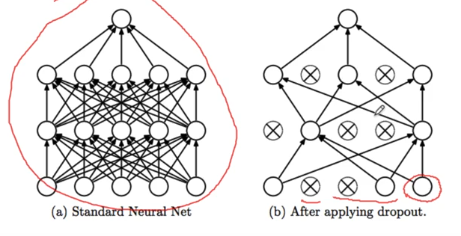 (a) Standard Neural Net
(b) After applying dropout.